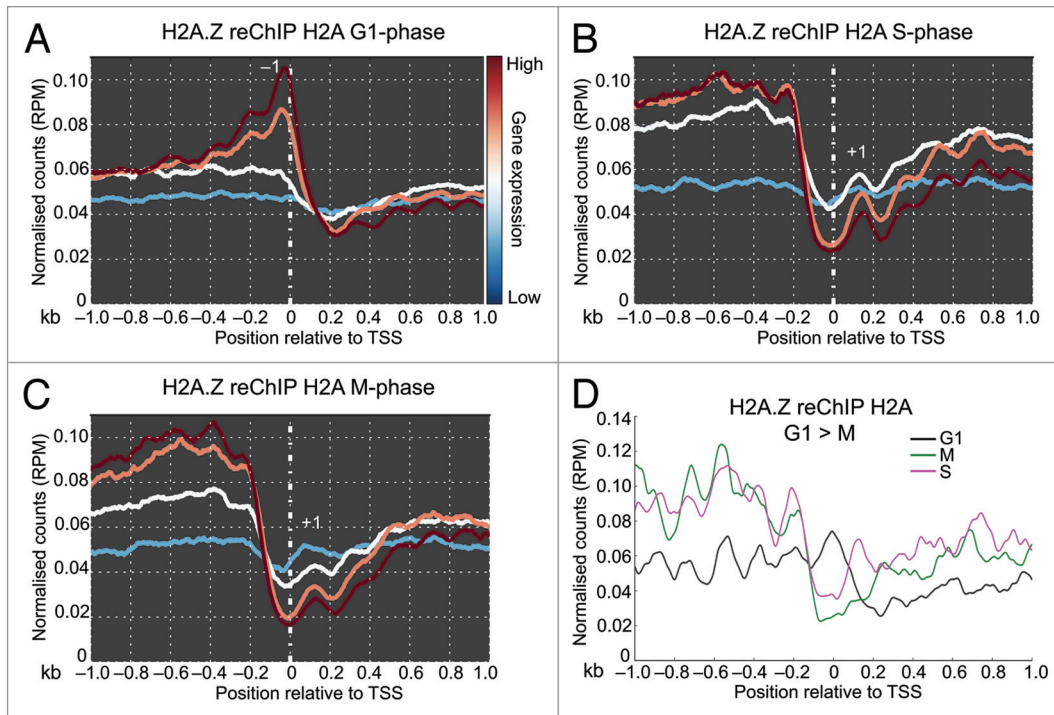 A
H2A.Z reChIP H2A G1-phase
Normalised counts (RPM)
0.10
0.08
0.06
0.04
0.02
0
–1
High
Gene expression
Low
kb
–1.0 –0.8 –0.6 –0.4 –0.2 0 0.2 0.4 0.6 0.8 1.0
Position relative to TSS
B
H2A.Z reChIP H2A S-phase
Normalised counts (RPM)
0.10
0.08
0.06
0.04
0.02
0
+1
kb
–1.0 –0.8 –0.6 –0.4 –0.2 0 0.2 0.4 0.6 0.8 1.0
Position relative to TSS
C
H2A.Z reChIP H2A M-phase
Normalised counts (RPM)
0.10
0.08
0.06
0.04
0.02
0
+1
kb
–1.0 –0.8 –0.6 –0.4 –0.2 0 0.2 0.4 0.6 0.8 1.0
Position relative to TSS
D
H2A.Z reChIP H2A
G1 > M
G1
M
S
Normalised counts (RPM)
0.14
0.12
0.10
0.08
0.06
0.04
0.02
0
kb
–1.0 –0.8 –0.6 –0.4 –0.2 0 0.2 0.4 0.6 0.8 1.0
Position relative to TSS